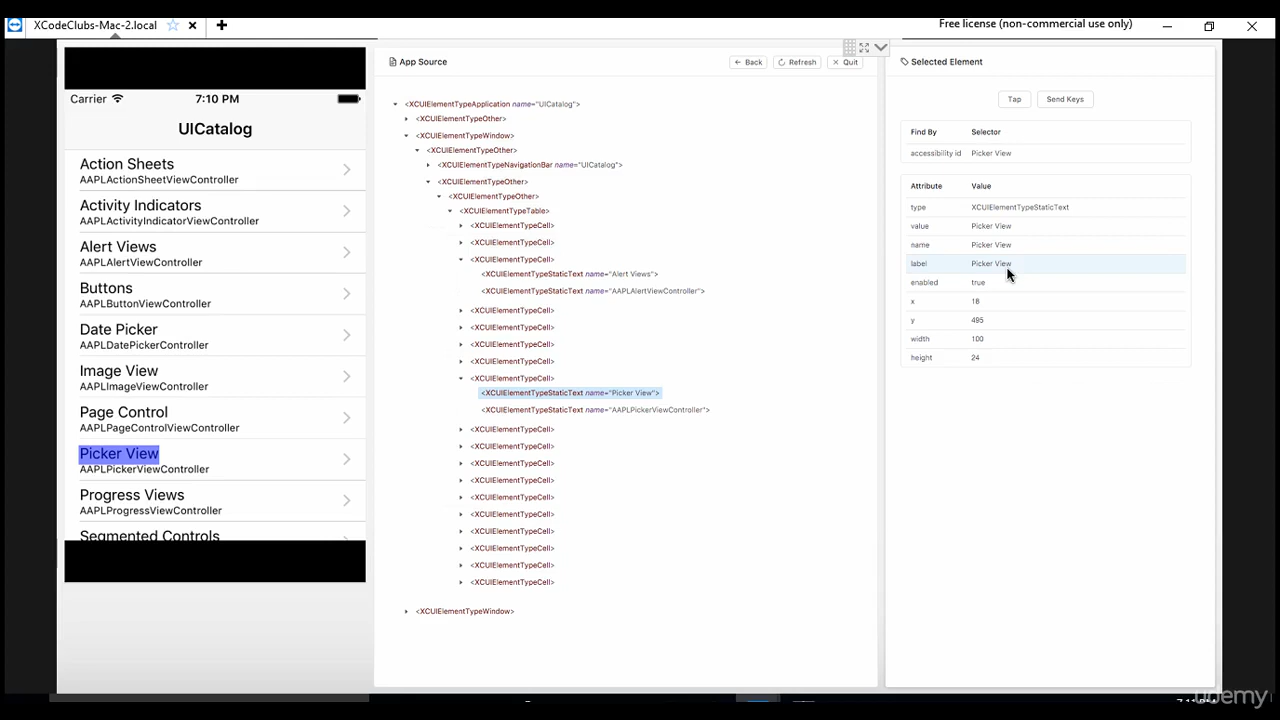 XCodeClubs-Mac-2.local
Free license (non-commercial use only)
Carrier
7:10 PM
UICatalog
Action Sheets
AAPLActionSheetViewController
Activity Indicators
AAPLActivityIndicatorViewController
Alert Views
AAPLAlertViewController
Buttons
AAPLButtonViewController
Date Picker
AAPLDatePickerController
Image View
AAPLImageViewController
Page Control
AAPLPageControlViewController
Picker View
AAPLPickerViewController
Progress Views
AAPLProgressViewController
Segmented Controls
App Source
Back
Refresh
Quit
<XCUIElementTypeApplication name="UICatalog">
<XCUIElementTypeOther>
<XCUIElementTypeWindow>
<XCUIElementTypeOther>
<XCUIElementTypeNavigationBar name="UICatalog">
<XCUIElementTypeOther>
<XCUIElementTypeOther>
<XCUIElementTypeTable>
<XCUIElementTypeCell>
<XCUIElementTypeCell>
<XCUIElementTypeCell>
<XCUIElementTypeStaticText name="Alert Views">
<XCUIElementTypeStaticText name="AAPLAlertViewController">
<XCUIElementTypeCell>
<XCUIElementTypeCell>
<XCUIElementTypeCell>
<XCUIElementTypeCell>
<XCUIElementTypeCell>
<XCUIElementTypeStaticText name="Picker View">
<XCUIElementTypeStaticText name="AAPLPickerViewController">
<XCUIElementTypeCell>
<XCUIElementTypeCell>
<XCUIElementTypeCell>
<XCUIElementTypeCell>
<XCUIElementTypeCell>
<XCUIElementTypeCell>
<XCUIElementTypeCell>
<XCUIElementTypeCell>
<XCUIElementTypeCell>
<XCUIElementTypeCell>
<XCUIElementTypeWindow>
Selected Element
Tap
Send Keys
Find By Selector
accessibility id Picker View
Attribute Value
type XCUIElementTypeStaticText
value Picker View
name Picker View
label Picker View
enabled true
x 18
y 495
width 100
height 24
udemy